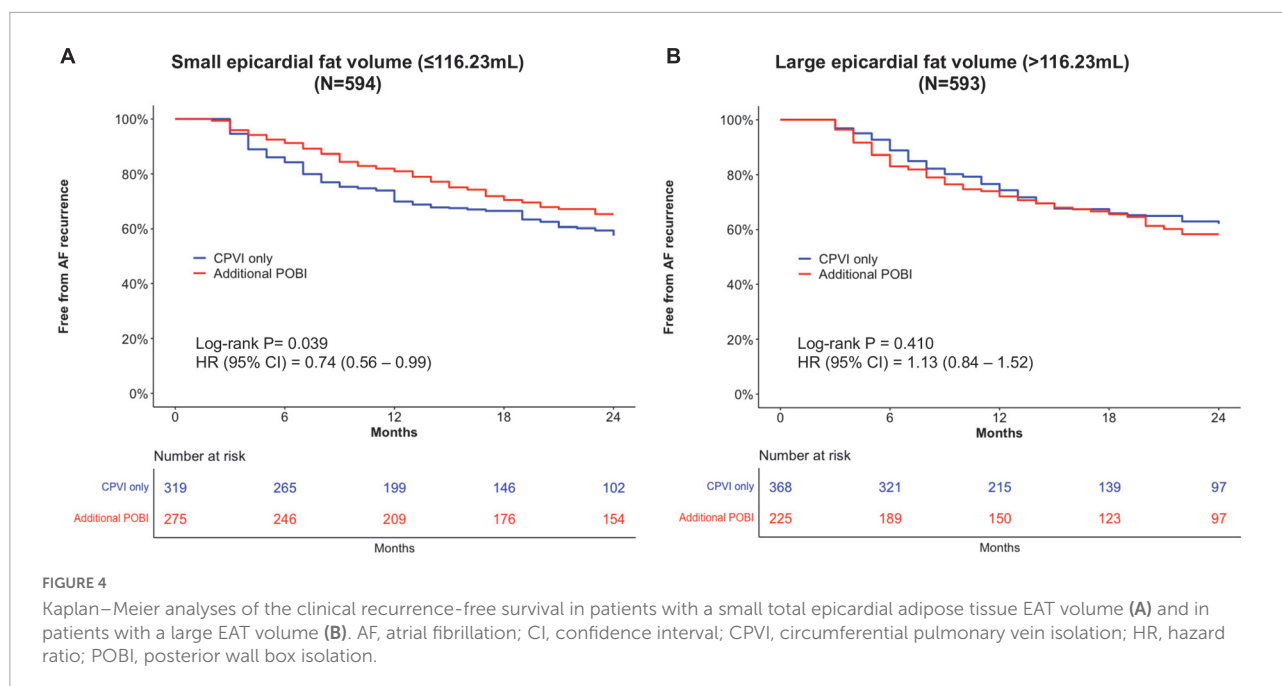 A
Small epicardial fat volume (≤116.23mL)
(N=594)
100%
80%
60%
40%
20%
0%
Free from AF recurrence
CPVI only
Additional POBI
Log-rank P= 0.039
HR (95% CI) = 0.74 (0.56 – 0.99)
0 6 12 18 24
Months
Number at risk
CPVI only 319 265 199 146 102
Additional POBI 275 246 209 176 154
Months
B
Large epicardial fat volume (>116.23mL)
(N=593)
100%
80%
60%
40%
20%
0%
Free from AF recurrence
CPVI only
Additional POBI
Log-rank P = 0.410
HR (95% CI) = 1.13 (0.84 – 1.52)
0 6 12 18 24
Months
Number at risk
CPVI only 368 321 215 139 97
Additional POBI 225 189 150 123 97
Months
FIGURE 4
Kaplan–Meier analyses of the clinical recurrence-free survival in patients with a small total epicardial adipose tissue EAT volume (A) and in
patients with a large EAT volume (B). AF, atrial fibrillation; CI, confidence interval; CPVI, circumferential pulmonary vein isolation; HR, hazard
ratio; POBI, posterior wall box isolation.